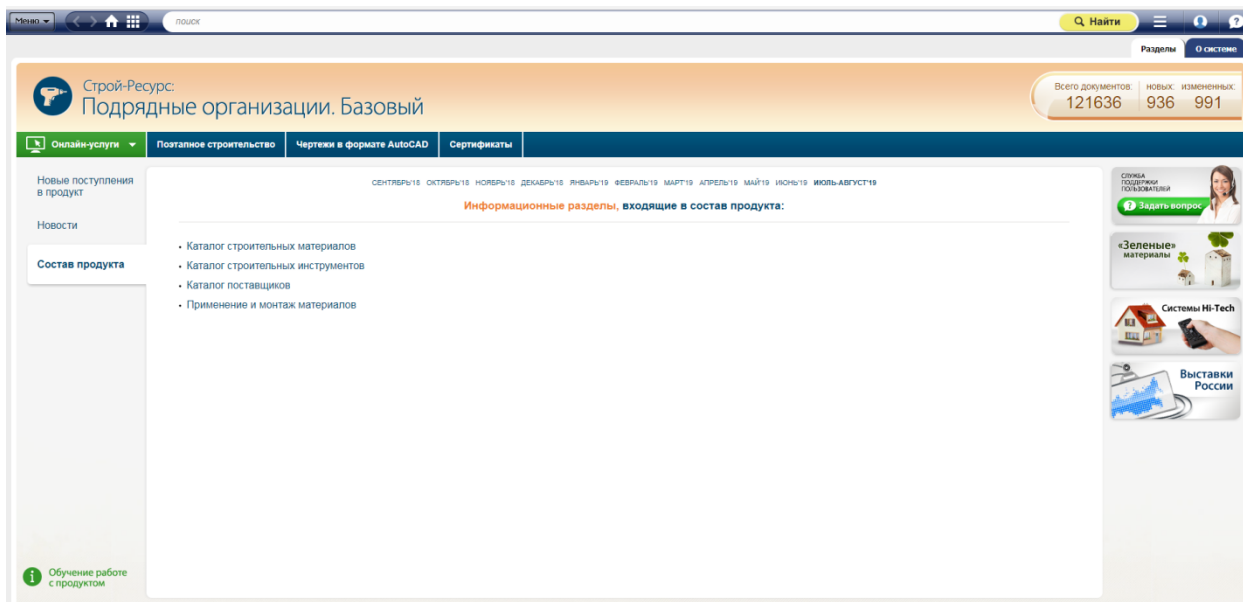 Меню
поиск
Найти
Разделы
О системе
Строй-Ресурс:
Подрядные организации. Базовый
Всего документов: новых: измененных:
121636 936 991
Онлайн-услуги
Поэтапное строительство
Чертежи в формате AutoCAD
Сертификаты
Новые поступления
в продукт
Новости
Состав продукта
СЕНТЯБРЬ'18 ОКТЯБРЬ'18 НОЯБРЬ'18 ДЕКАБРЬ'18 ЯНВАРЬ'19 ФЕВРАЛЬ'19 МАРТ'19 АПРЕЛЬ'19 МАЙ'19 ИЮНЬ'19 ИЮЛЬ-АВГУСТ'19
Информационные разделы, входящие в состав продукта:
• Каталог строительных материалов
• Каталог строительных инструментов
• Каталог поставщиков
• Применение и монтаж материалов
СЛУЖБА
ПОДДЕРЖКИ
ПОЛЬЗОВАТЕЛЕЙ
Задать вопрос
«Зеленые»
материалы
Системы Hi-Tech
Выставки
России
Обучение работе
с продуктом